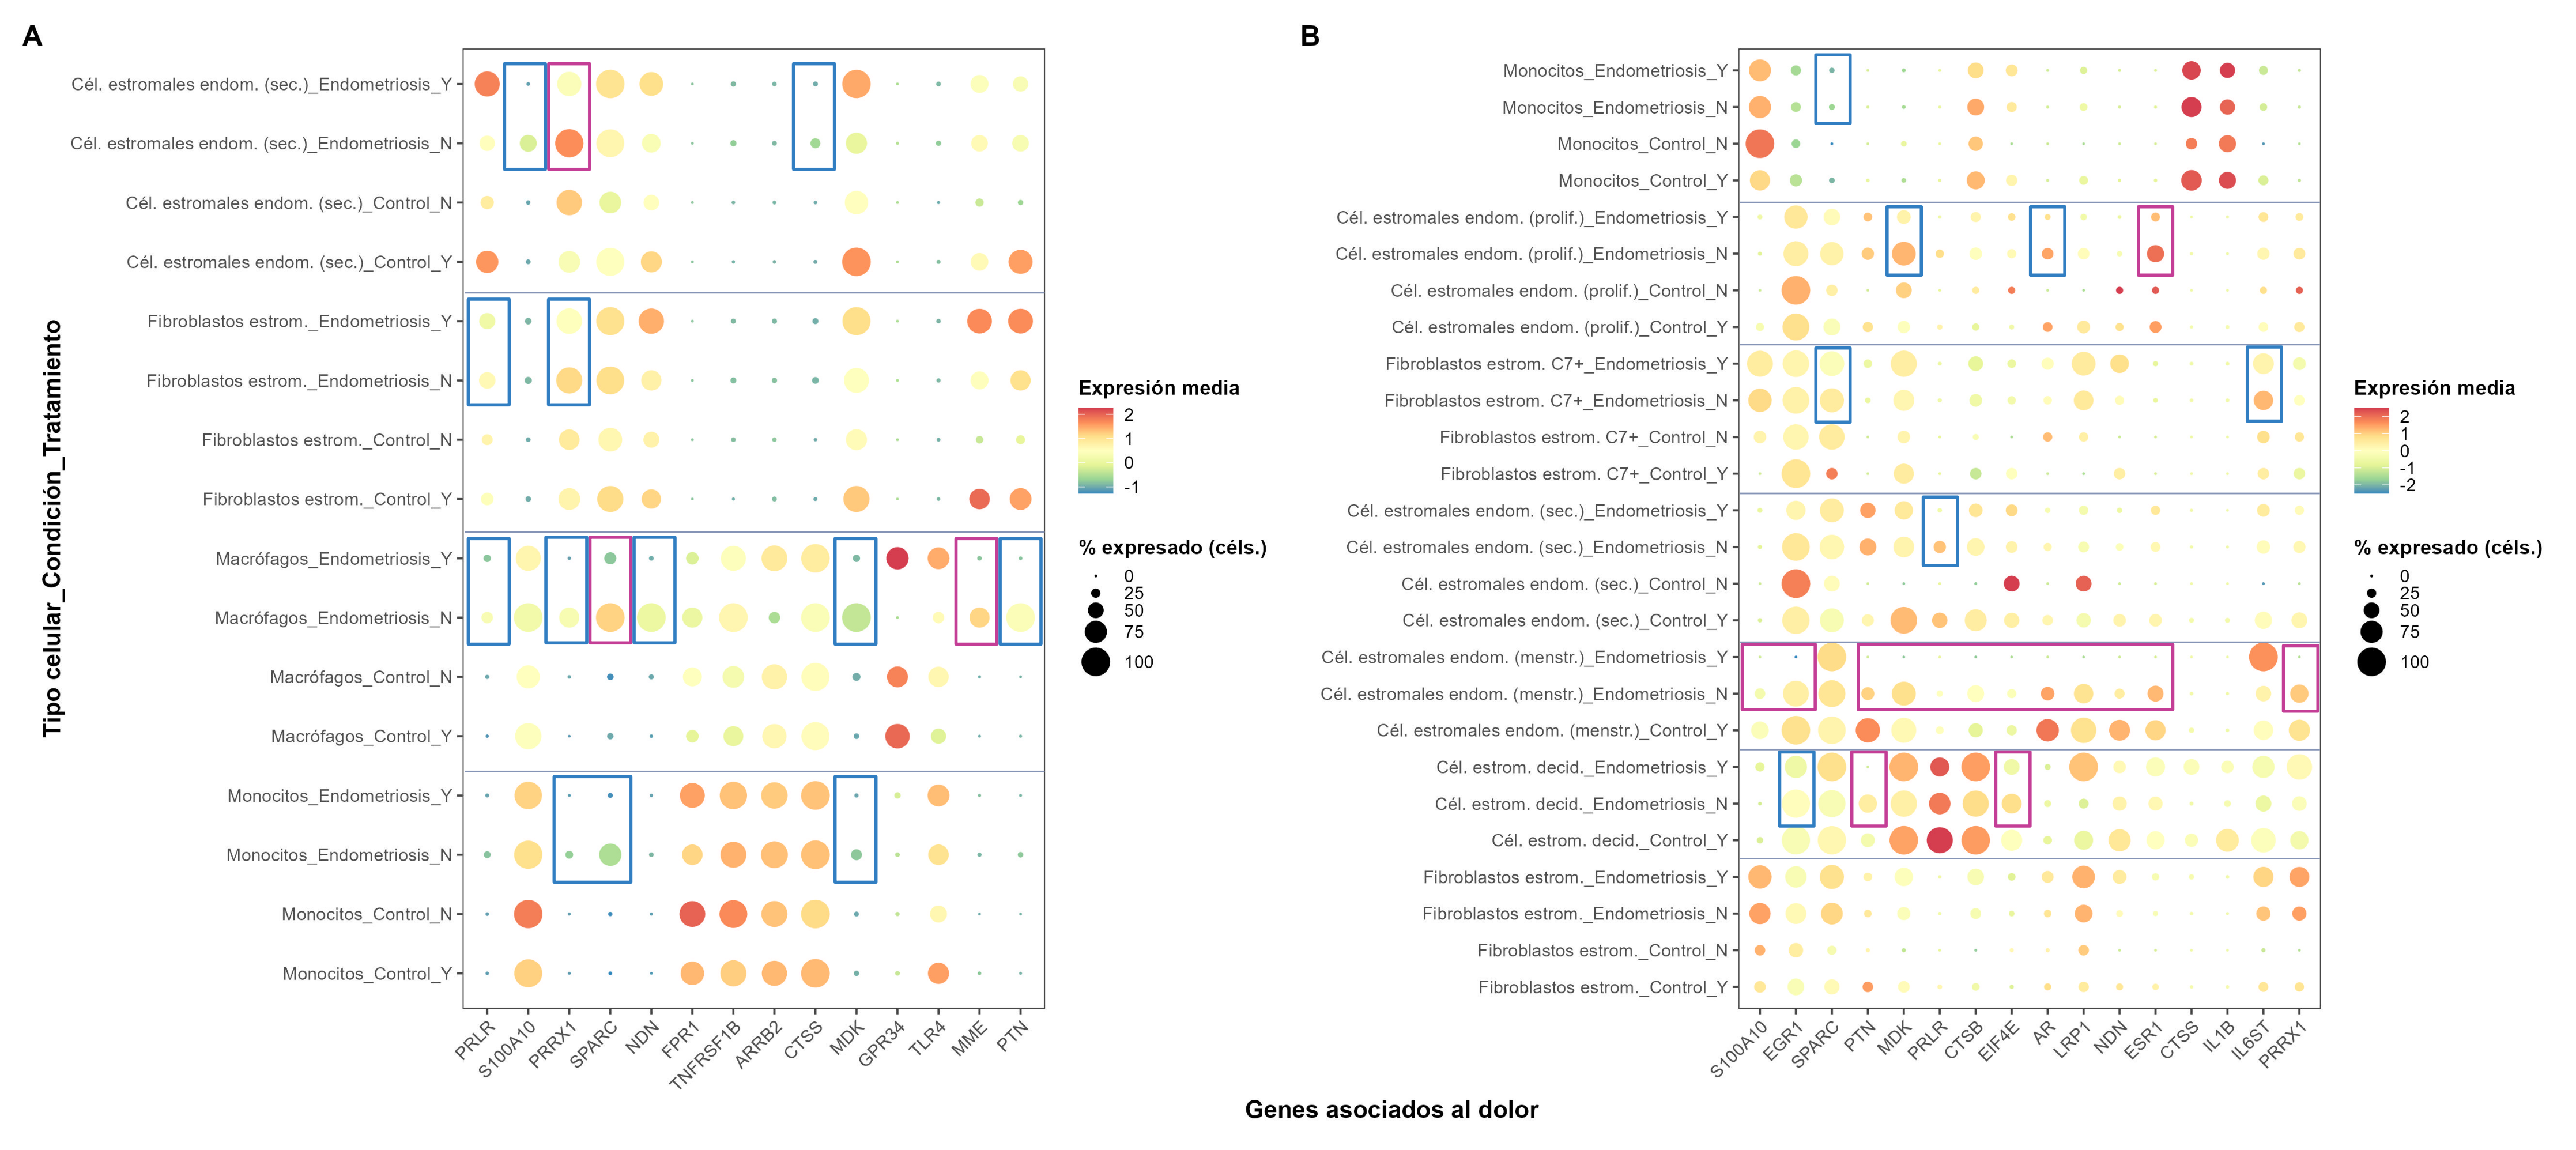 A
Tipo celular_Condición_Tratamiento
Cél. estromales endom. (sec.)_Endometriosis_Y
Cél. estromales endom. (sec.)_Endometriosis_N
Cél. estromales endom. (sec.)_Control_N
Cél. estromales endom. (sec.)_Control_Y
Fibroblastos estrom._Endometriosis_Y
Fibroblastos estrom._Endometriosis_N
Fibroblastos estrom._Control_N
Fibroblastos estrom._Control_Y
Macrófagos_Endometriosis_Y
Macrófagos_Endometriosis_N
Macrófagos_Control_N
Macrófagos_Control_Y
Monocitos_Endometriosis_Y
Monocitos_Endometriosis_N
Monocitos_Control_N
Monocitos_Control_Y
PRLR
S100A10
PRRX1
SPARC
NDN
FPR1
TNFRSF1B
ARRB2
CTSS
MDK
GPR34
TLR4
MME
PTN
Expresión media
2
1
0
-1
% expresado (céls.)
0
25
50
75
100
B
Monocitos_Endometriosis_Y
Monocitos_Endometriosis_N
Monocitos_Control_N
Monocitos_Control_Y
Cél. estromales endom. (prolif.)_Endometriosis_Y
Cél. estromales endom. (prolif.)_Endometriosis_N
Cél. estromales endom. (prolif.)_Control_N
Cél. estromales endom. (prolif.)_Control_Y
Fibroblastos estrom. C7+_Endometriosis_Y
Fibroblastos estrom. C7+_Endometriosis_N
Fibroblastos estrom. C7+_Control_N
Fibroblastos estrom. C7+_Control_Y
Cél. estromales endom. (sec.)_Endometriosis_Y
Cél. estromales endom. (sec.)_Endometriosis_N
Cél. estromales endom. (sec.)_Control_N
Cél. estromales endom. (sec.)_Control_Y
Cél. estromales endom. (menstr.)_Endometriosis_Y
Cél. estromales endom. (menstr.)_Endometriosis_N
Cél. estromales endom. (menstr.)_Control_Y
Cél. estrom. decid._Endometriosis_Y
Cél. estrom. decid._Endometriosis_N
Cél. estrom. decid._Control_Y
Fibroblastos estrom._Endometriosis_Y
Fibroblastos estrom._Endometriosis_N
Fibroblastos estrom._Control_N
Fibroblastos estrom._Control_Y
S100A10
EGR1
SPARC
PTN
MDK
PRLR
CTSB
EIF4E
AR
LRP1
NDN
ESR1
CTSS
IL1B
IL6ST
PRRX1
Expresión media
2
1
0
-1
-2
% expresado (céls.)
0
25
50
75
100
Genes asociados al dolor